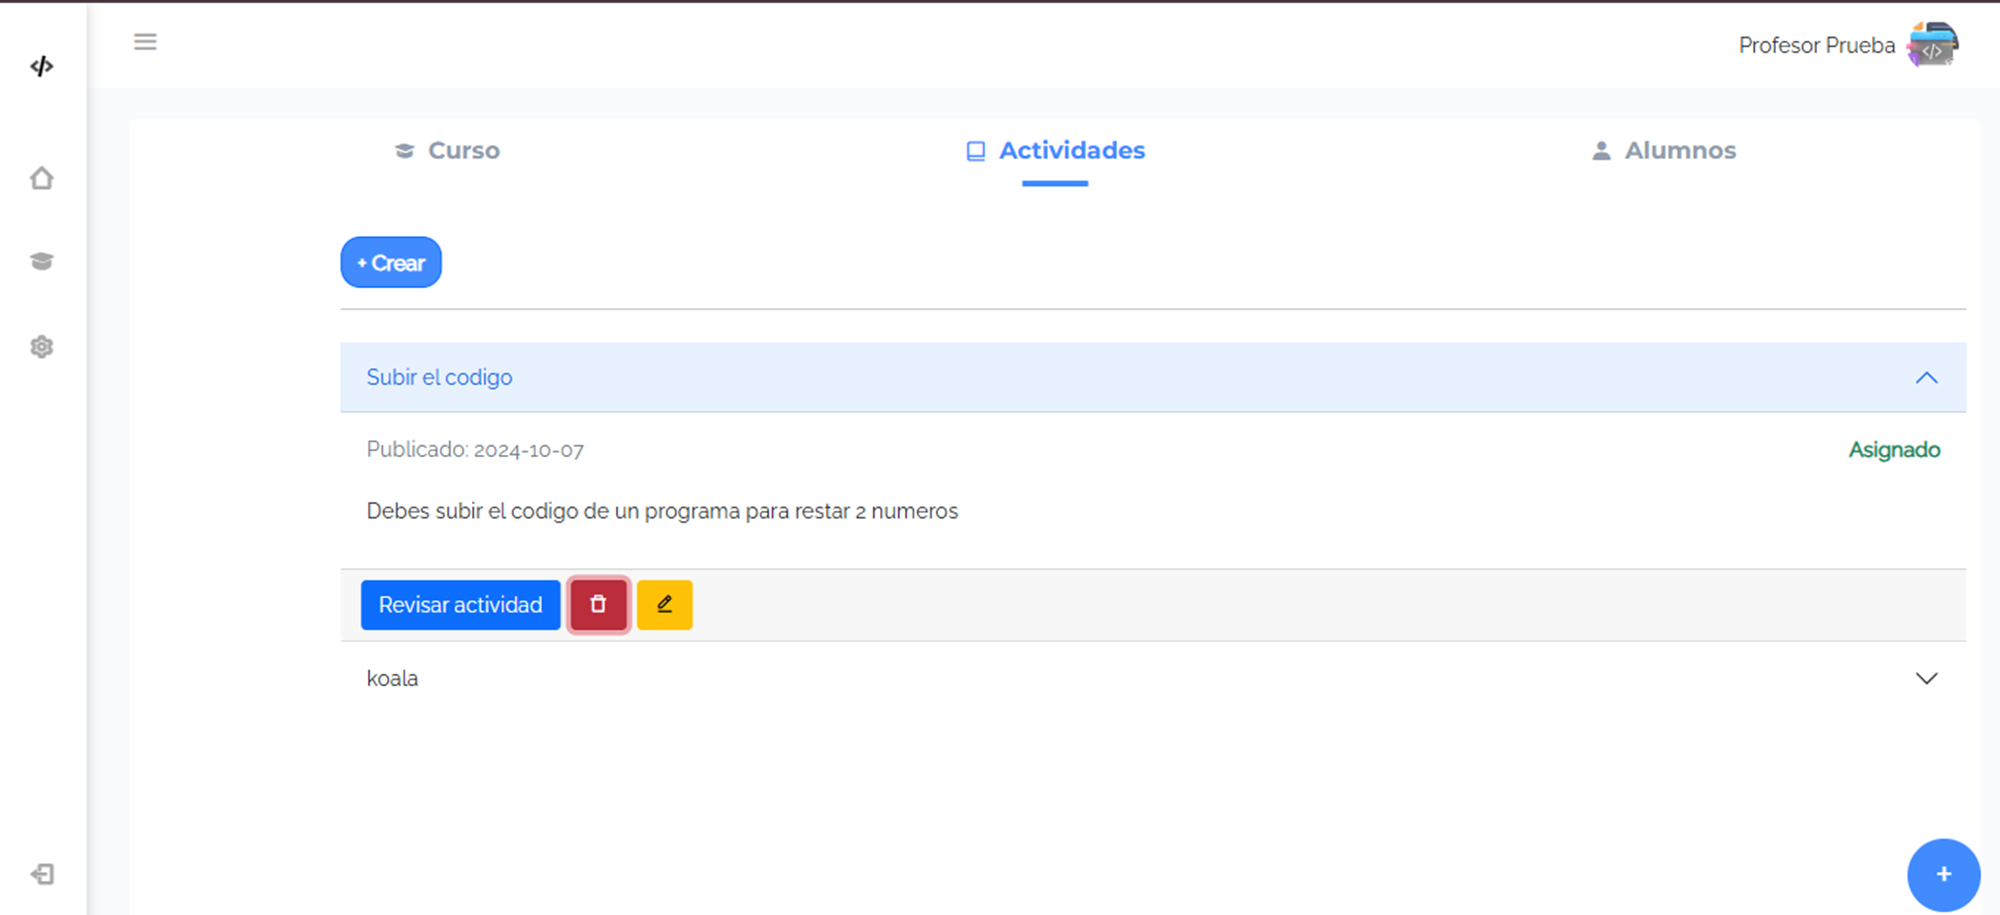 </>
Profesor Prueba
</>
Curso
Actividades
Alumnos
+ Crear
Subir el codigo
Publicado: 2024-10-07
Asignado
Debes subir el codigo de un programa para restar 2 numeros
Revisar actividad
koala
+